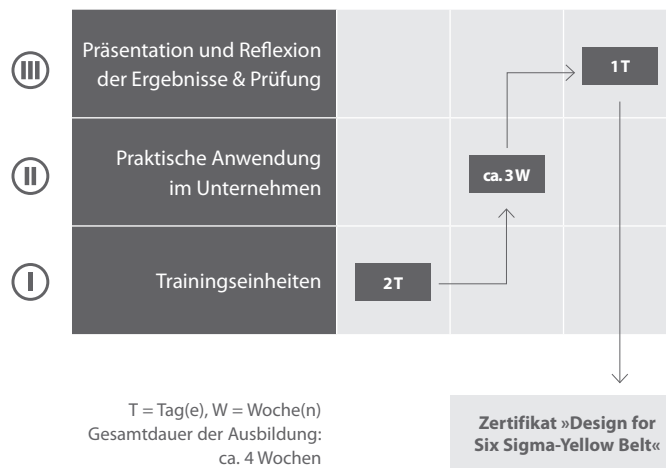 III
Präsentation und Reflexion
der Ergebnisse & Prüfung
1 T
II
Praktische Anwendung
im Unternehmen
ca. 3 W
I
Trainingseinheiten
2 T
T = Tag(e), W = Woche(n)
Gesamtdauer der Ausbildung:
ca. 4 Wochen
Zertifikat »Design for
Six Sigma-Yellow Belt«